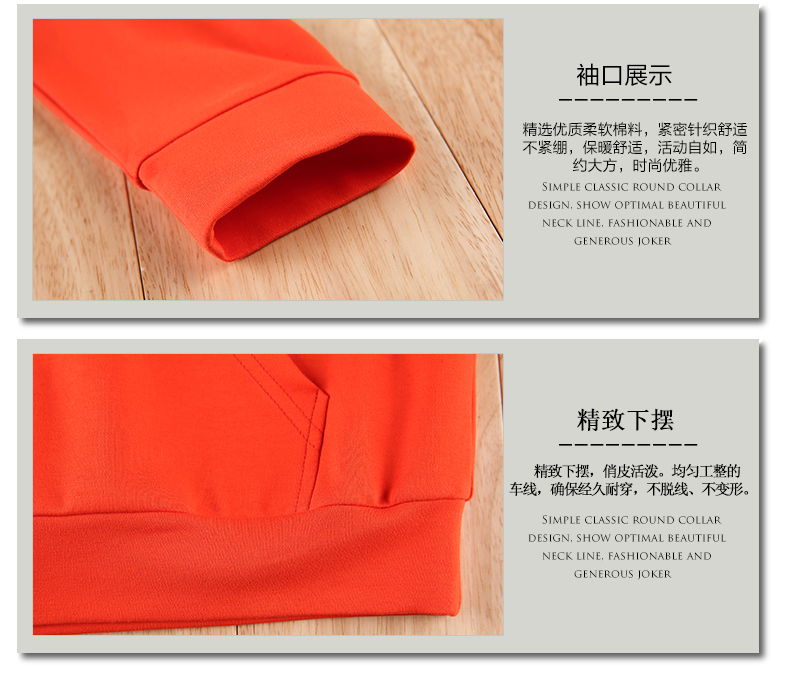 袖口展示
精选优质柔软棉料，紧密针织舒适
不紧绷，保暖舒适，活动自如，简
约大方，时尚优雅。
Simple classic round collar
design, show optimal beautiful
neck line, fashionable and
generous joker
精致下摆
精致下摆，俏皮活泼。均匀工整的
车线，确保经久耐穿，不脱线、不变形。
Simple classic round collar
design, show optimal beautiful
neck line, fashionable and
generous joker